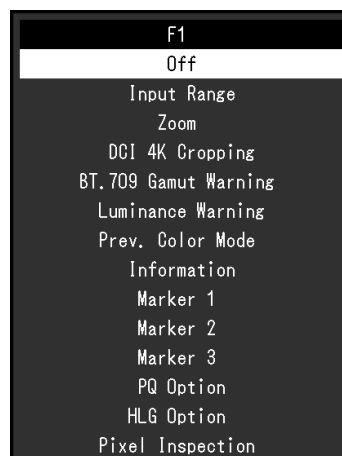 F1
Off
Input Range
Zoom
DCI 4K Cropping
BT.709 Gamut Warning
Luminance Warning
Prev. Color Mode
Information
Marker 1
Marker 2
Marker 3
PQ Option
HLG Option
Pixel Inspection